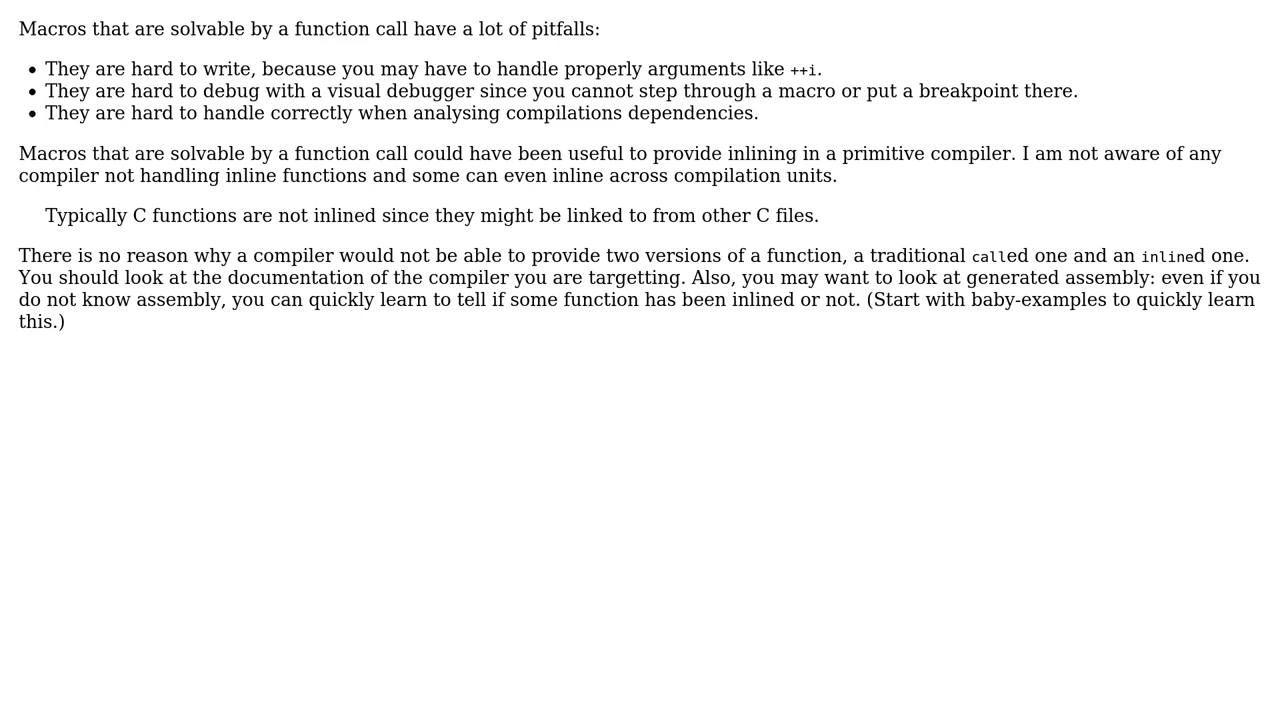 Macros that are solvable by a function call have a lot of pitfalls:
• They are hard to write, because you may have to handle properly arguments like ++i.
• They are hard to debug with a visual debugger since you cannot step through a macro or put a breakpoint there.
• They are hard to handle correctly when analysing compilations dependencies.
Macros that are solvable by a function call could have been useful to provide inlining in a primitive compiler. I am not aware of any
compiler not handling inline functions and some can even inline across compilation units.
Typically C functions are not inlined since they might be linked to from other C files.
There is no reason why a compiler would not be able to provide two versions of a function, a traditional called one and an inlined one.
You should look at the documentation of the compiler you are targetting. Also, you may want to look at generated assembly: even if you
do not know assembly, you can quickly learn to tell if some function has been inlined or not. (Start with baby-examples to quickly learn
this.)